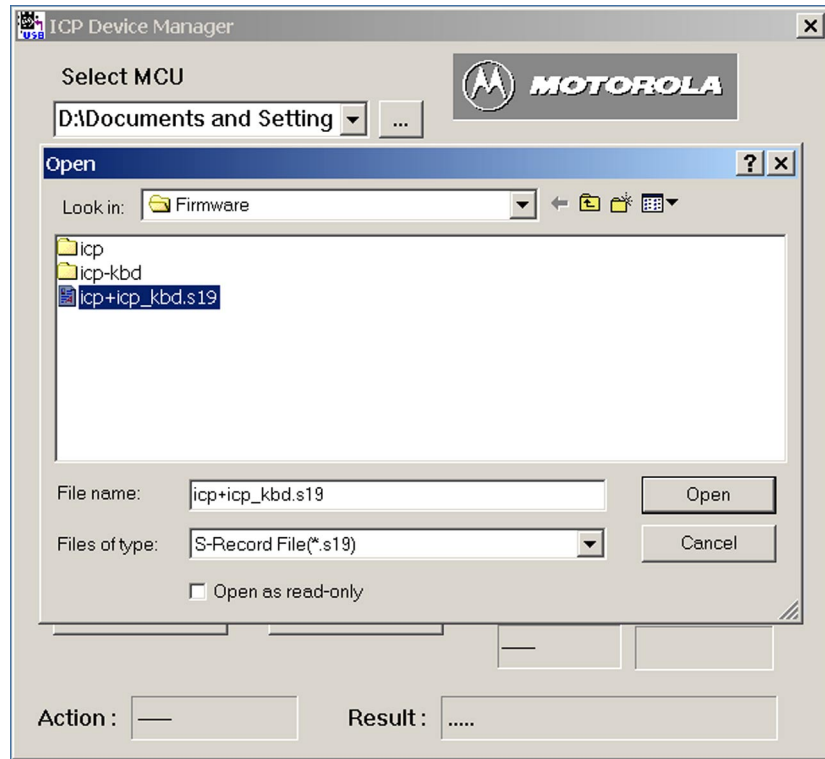 USB
ICP Device Manager
Select MCU
MOTOROLA
D:\Documents and Setting
...
Open
?
Look in:
Firmware
icp
icp-kbd
icp+icp_kbd.s19
File name:
icp+icp_kbd.s19
Open
Files of type:
S-Record File(*.s19)
Cancel
Open as read-only
Action :
Result :
.....